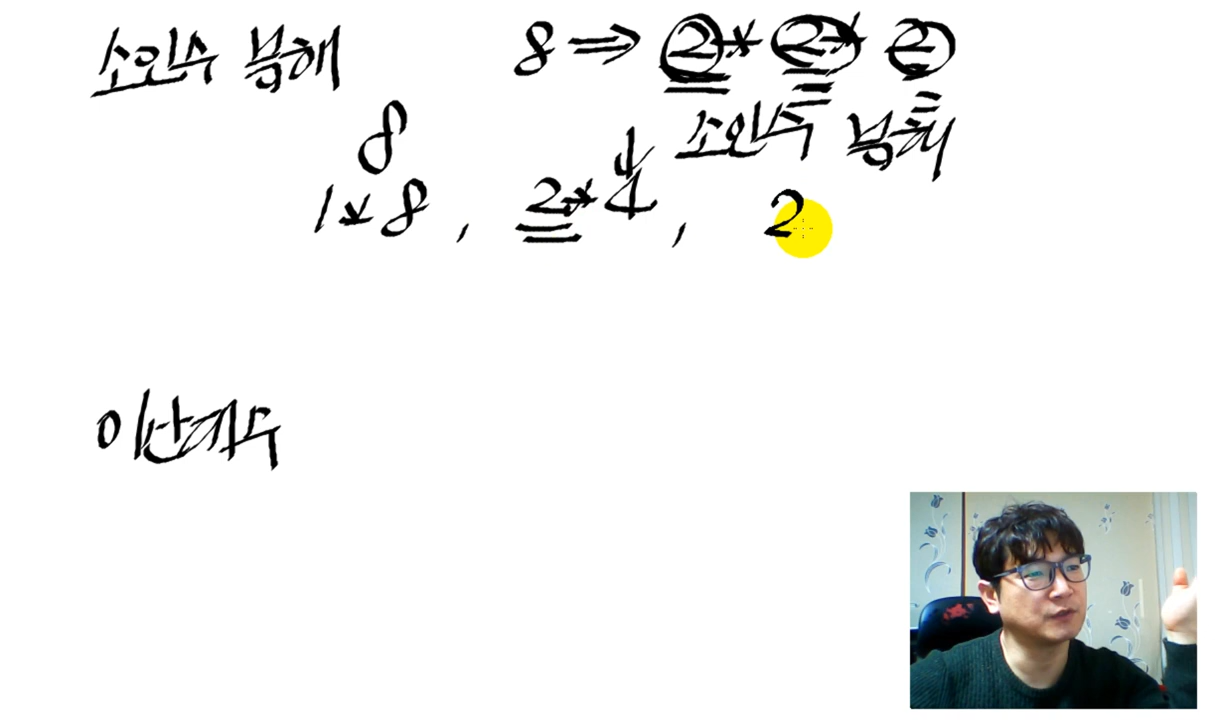 소인수 분해 8 ⇒ 2 * 2 * 2
8 소인수 분해
1 * 8 , 2 * 4 , 2
이산계수